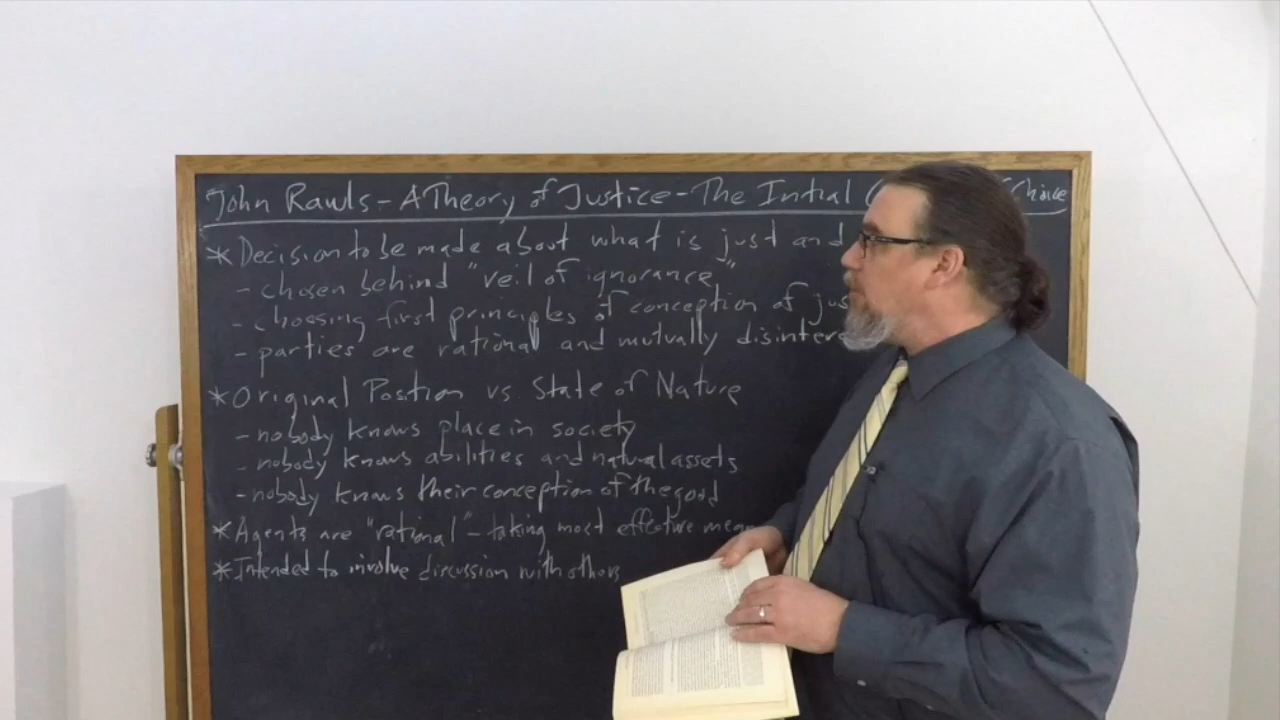 John Rawls - A Theory of Justice - The Initial Choice
* Decision to be made about what is just and
- chosen behind "veil of ignorance"
- choosing first principles of conception of jus
- parties are rational and mutually disintere
* Original Position vs State of Nature
- nobody knows place in society
- nobody knows abilities and natural assets
- nobody knows their conception of the good
* Agents are "rational" - taking most effective mean
* Intended to involve discussion with others